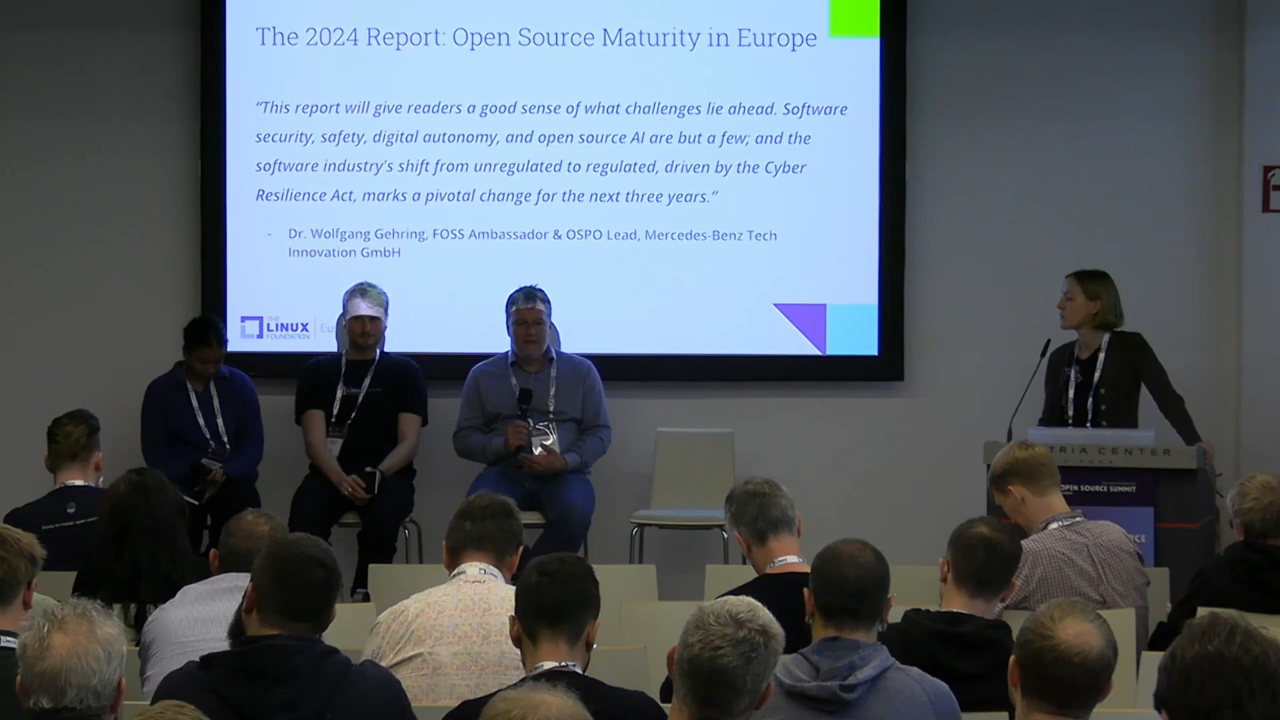 The 2024 Report: Open Source Maturity in Europe
“This report will give readers a good sense of what challenges lie ahead. Software
security, safety, digital autonomy, and open source AI are but a few; and the
software industry's shift from unregulated to regulated, driven by the Cyber
Resilience Act, marks a pivotal change for the next three years.”
- Dr. Wolfgang Gehring, FOSS Ambassador & OSPO Lead, Mercedes-Benz Tech
Innovation GmbH
THE
LINUX
FOUNDATION
TRIA CENTER
OPEN SOURCE SUMMIT